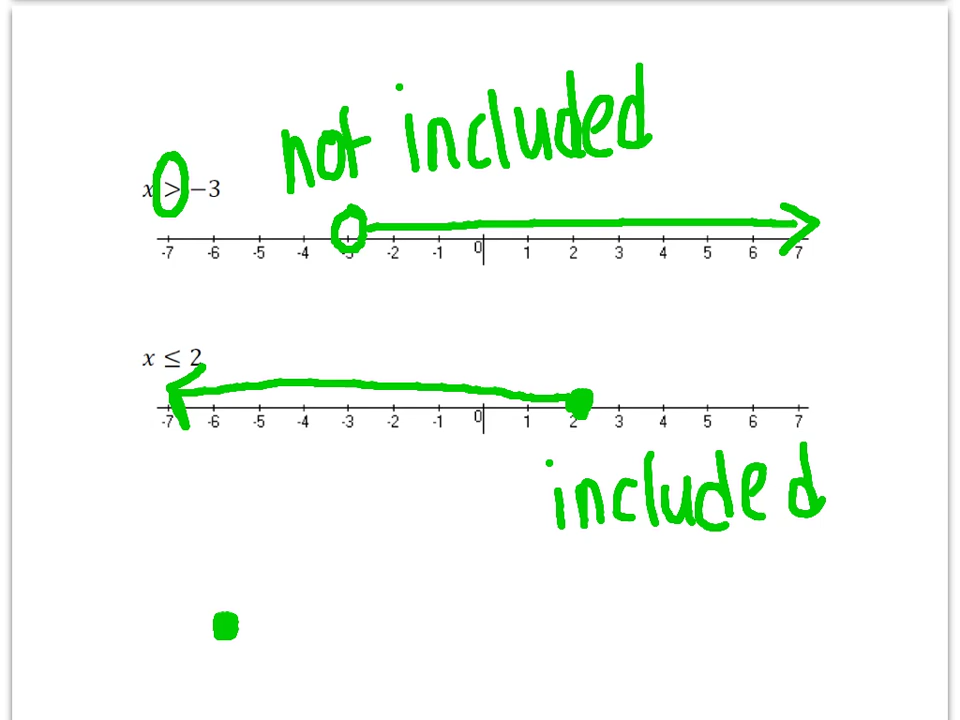 not included
x > −3
-7 -6 -5 -4 -3 -2 -1 0 1 2 3 4 5 6 7
x ≤ 2
-7 -6 -5 -4 -3 -2 -1 0 1 2 3 4 5 6 7
included